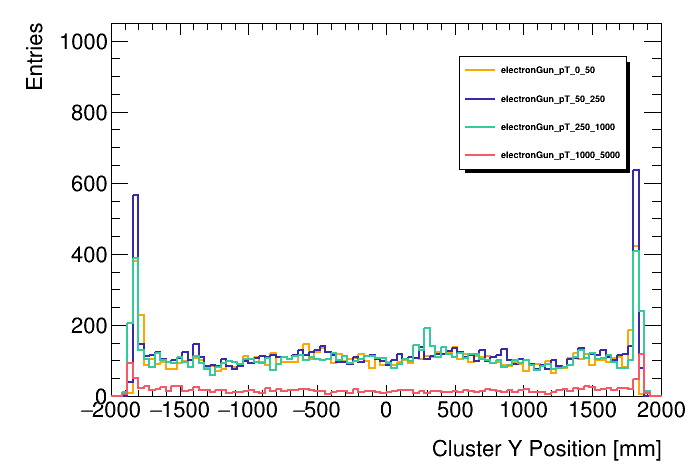 Entries
1000
800
600
400
200
0
electronGun_pT_0_50
electronGun_pT_50_250
electronGun_pT_250_1000
electronGun_pT_1000_5000
−2000 −1500 −1000 −500 0 500 1000 1500 2000
Cluster Y Position [mm]